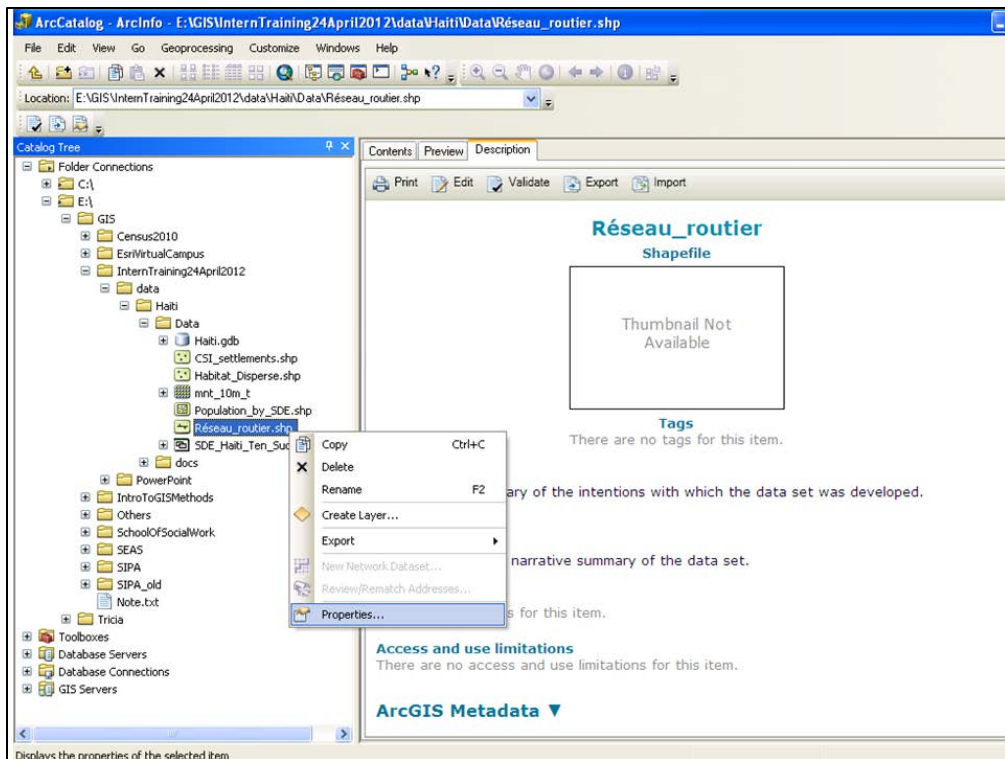 ArcCatalog - ArcInfo - E:\GIS\InternTraining24April2012\data\Haiti\Data\Réseau_routier.shp
File Edit View Go Geoprocessing Customize Windows Help
Location: E:\GIS\InternTraining24April2012\data\Haiti\Data\Réseau_routier.shp
Catalog Tree
Folder Connections
C:\
E:\
GIS
Census2010
EsriVirtualCampus
InternTraining24April2012
data
Haiti
Data
Haiti.gdb
CSI_settlements.shp
Habitat_Disperse.shp
mnt_10m_t
Population_by_SDE.shp
Réseau_routier.shp
SDE_Haiti_Ten_Sud
docs
PowerPoint
IntroToGISMethods
Others
SchoolOfSocialWork
SEAS
SIPA
SIPA_old
Note.txt
Tricia
Toolboxes
Database Servers
Database Connections
GIS Servers
Copy Ctrl+C
Delete
Rename F2
Create Layer...
Export
New Network Dataset...
Review/Rematch Addresses...
Properties...
Contents Preview Description
Print Edit Validate Export Import
Réseau_routier
Shapefile
Thumbnail Not
Available
Tags
There are no tags for this item.
ary of the intentions with which the data set was developed.
narrative summary of the data set.
s for this item.
Access and use limitations
There are no access and use limitations for this item.
ArcGIS Metadata ▼
Displays the properties of the selected item